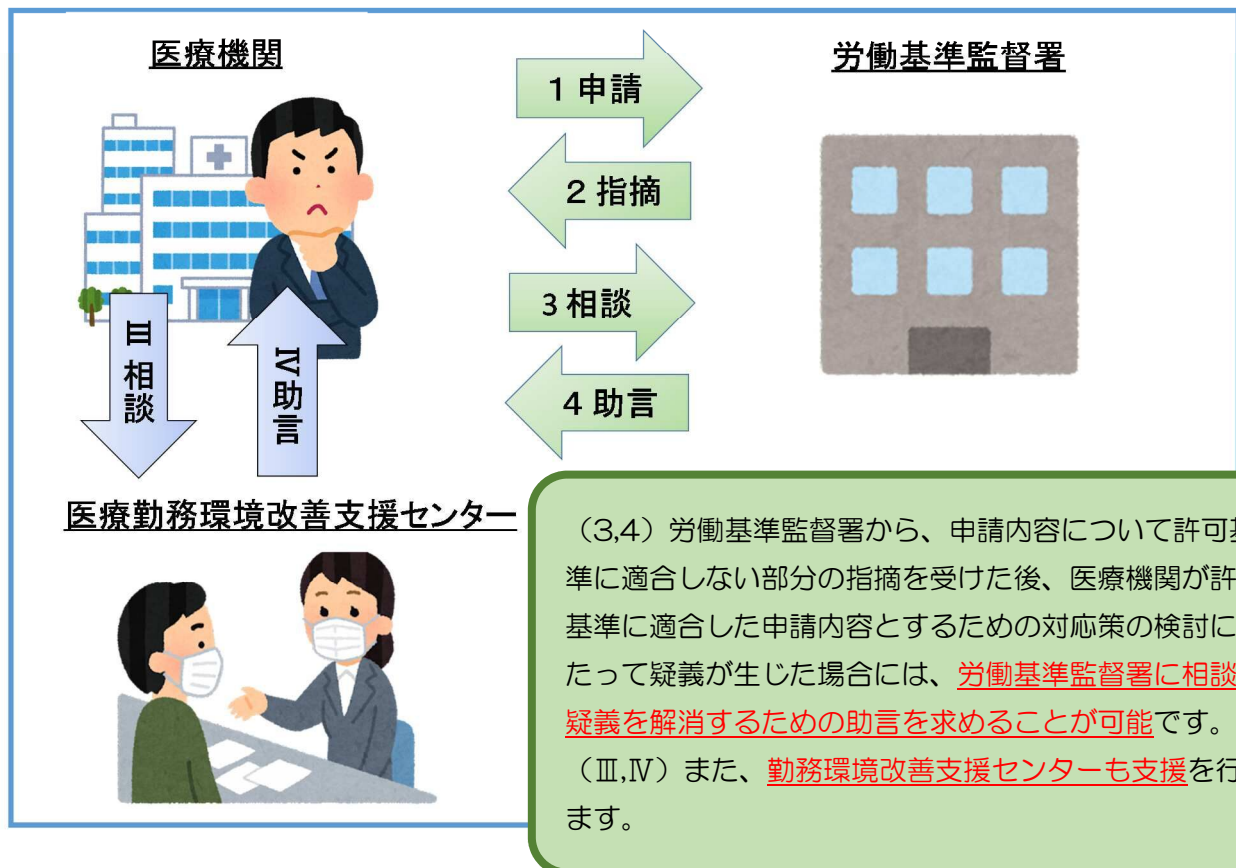 医療機関
労働基準監督署
1 申請
2 指摘
3 相談
4 助言
Ⅲ 相談
Ⅳ 助言
医療勤務環境改善支援センター
（3,4）労働基準監督署から、申請内容について許可基
準に適合しない部分の指摘を受けた後、医療機関が許
基準に適合した申請内容とするための対応策の検討に
たって疑義が生じた場合には、労働基準監督署に相談
疑義を解消するための助言を求めることが可能です。
（Ⅲ,Ⅳ）また、勤務環境改善支援センターも支援を行
ます。